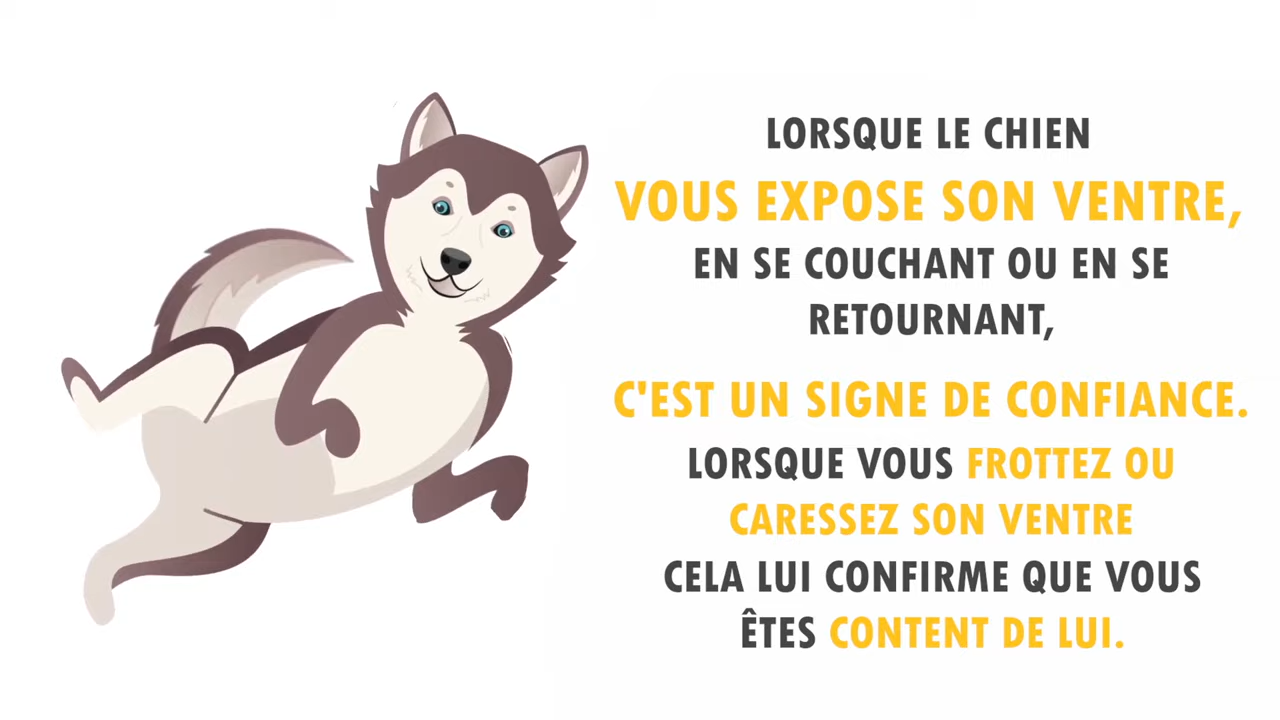 LORSQUE LE CHIEN
VOUS EXPOSE SON VENTRE,
EN SE COUCHANT OU EN SE
RETOURNANT,
C'EST UN SIGNE DE CONFIANCE.
LORSQUE VOUS FROTTEZ OU
CARESSEZ SON VENTRE
CELA LUI CONFIRME QUE VOUS
ÊTES CONTENT DE LUI.